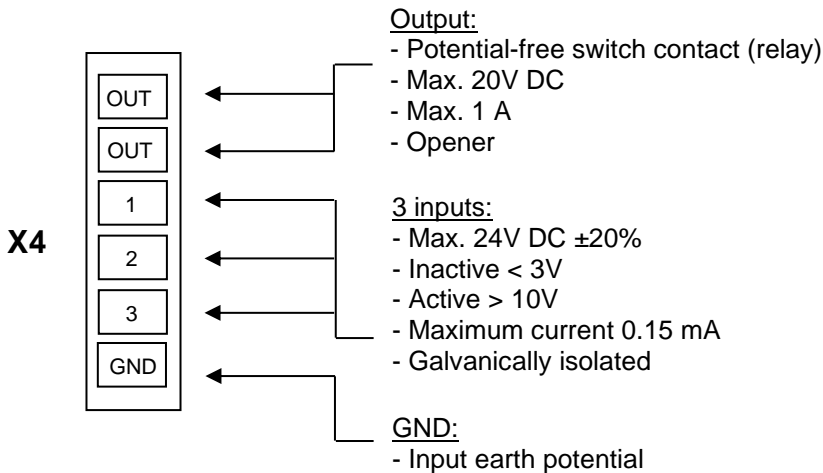 Output:
- Potential-free switch contact (relay)
- Max. 20V DC
- Max. 1 A
- Opener
X4
OUT
OUT
1
2
3
GND
3 inputs:
- Max. 24V DC ±20%
- Inactive < 3V
- Active > 10V
- Maximum current 0.15 mA
- Galvanically isolated
GND:
- Input earth potential